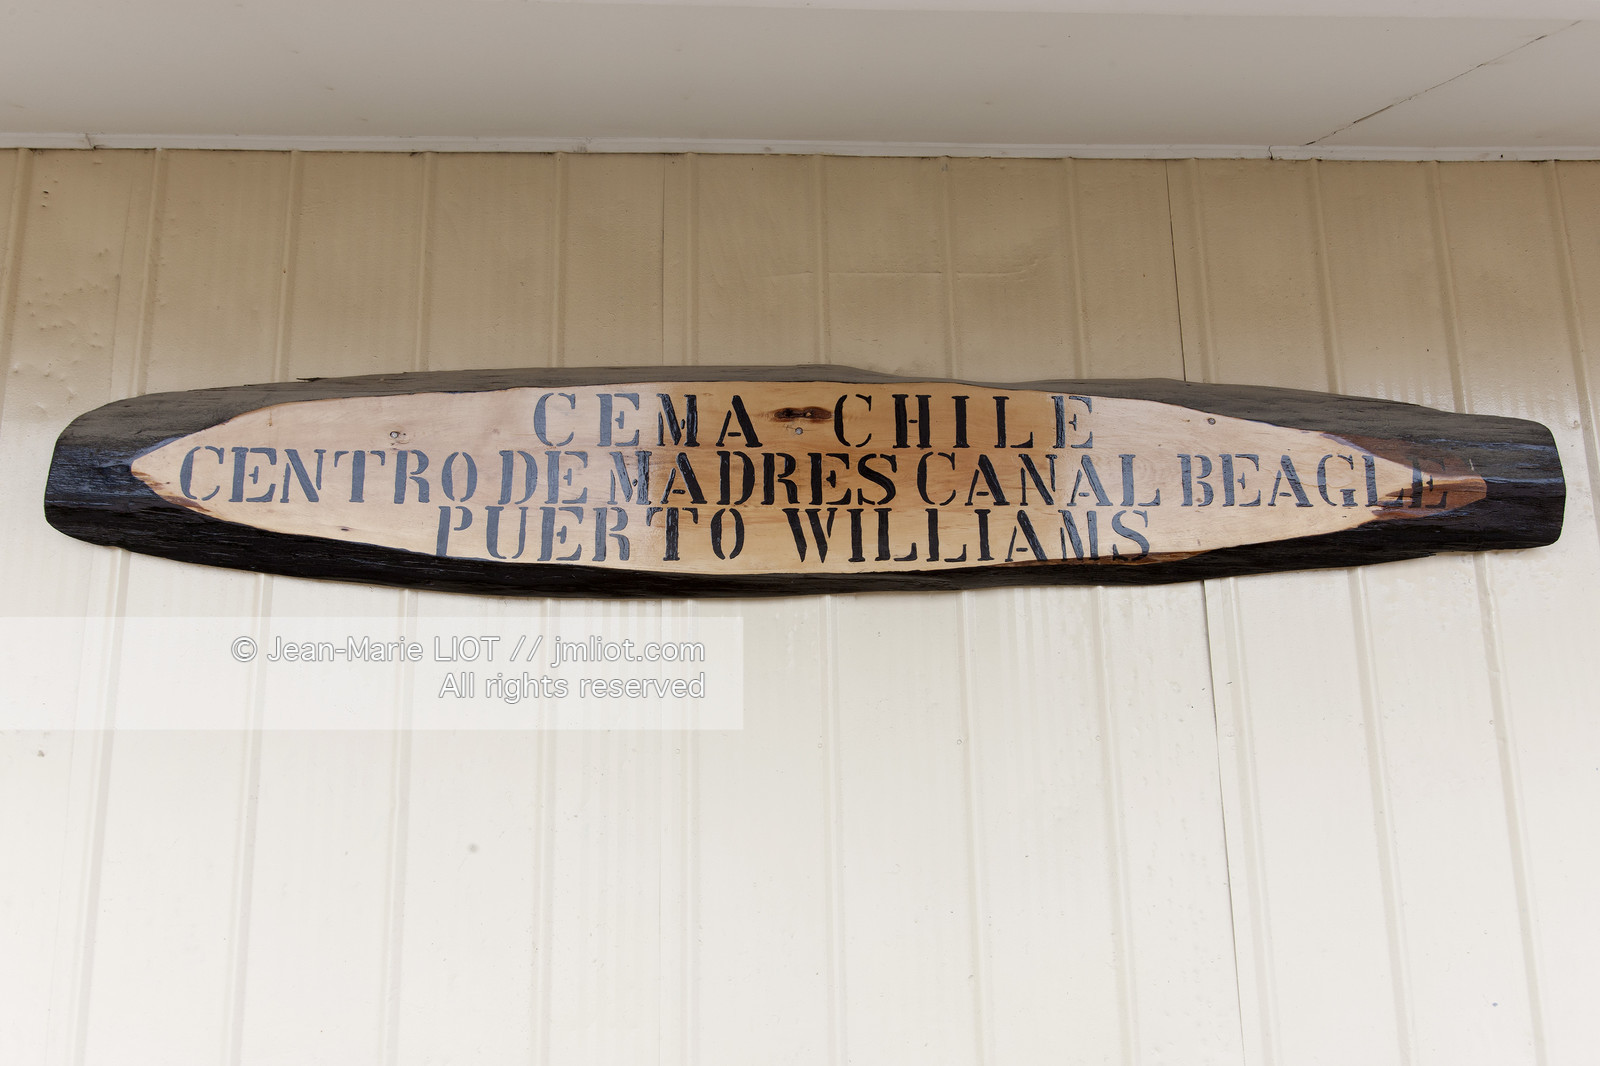 CEMA CHILE
CENTRO DE MADRES CANAL BEAGLE
PUERTO WILLIAMS
© Jean-Marie LIOT // jmliot.com
All rights reserved